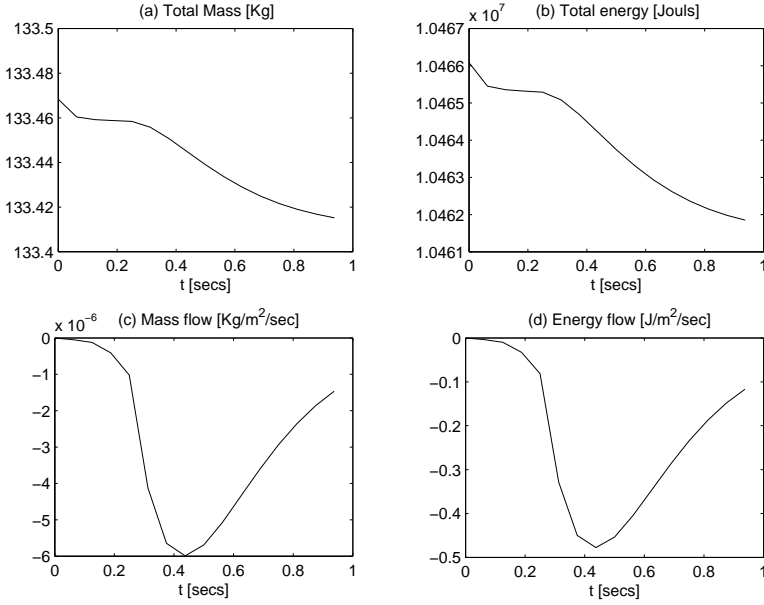 (a) Total Mass [Kg]
133.5
133.48
133.46
133.44
133.42
133.4
0 0.2 0.4 0.6 0.8 1
t [secs]
(b) Total energy [Jouls]
x 10^7
1.0467
1.0466
1.0465
1.0464
1.0463
1.0462
1.0461
0 0.2 0.4 0.6 0.8 1
t [secs]
(c) Mass flow [Kg/m^2/sec]
x 10^−6
0
−1
−2
−3
−4
−5
−6
0 0.2 0.4 0.6 0.8 1
t [secs]
(d) Energy flow [J/m^2/sec]
0
−0.1
−0.2
−0.3
−0.4
−0.5
0 0.2 0.4 0.6 0.8 1
t [secs]